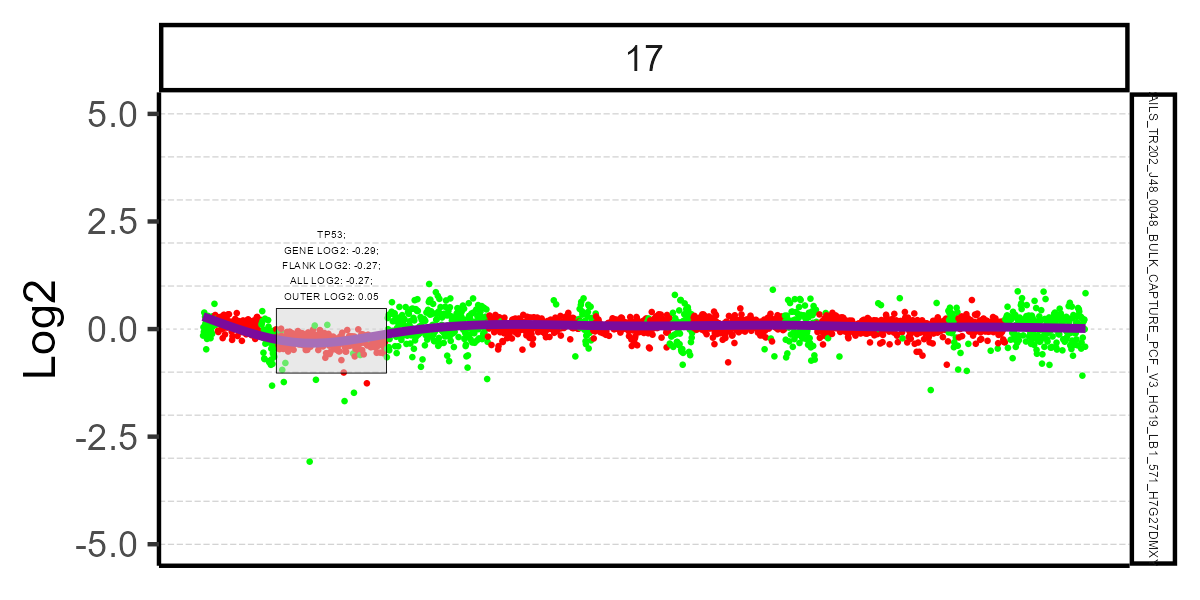 17
5.0
2.5
0.0
-2.5
-5.0
Log2
TP53;
GENE LOG2: -0.29;
FLANK LOG2: -0.27;
ALL LOG2: -0.27;
OUTER LOG2: 0.05
AILS_TR202_J48_0048_BULK_CAPTURE_PCF_V3_HG19_LB1_571_H7G27DMXY